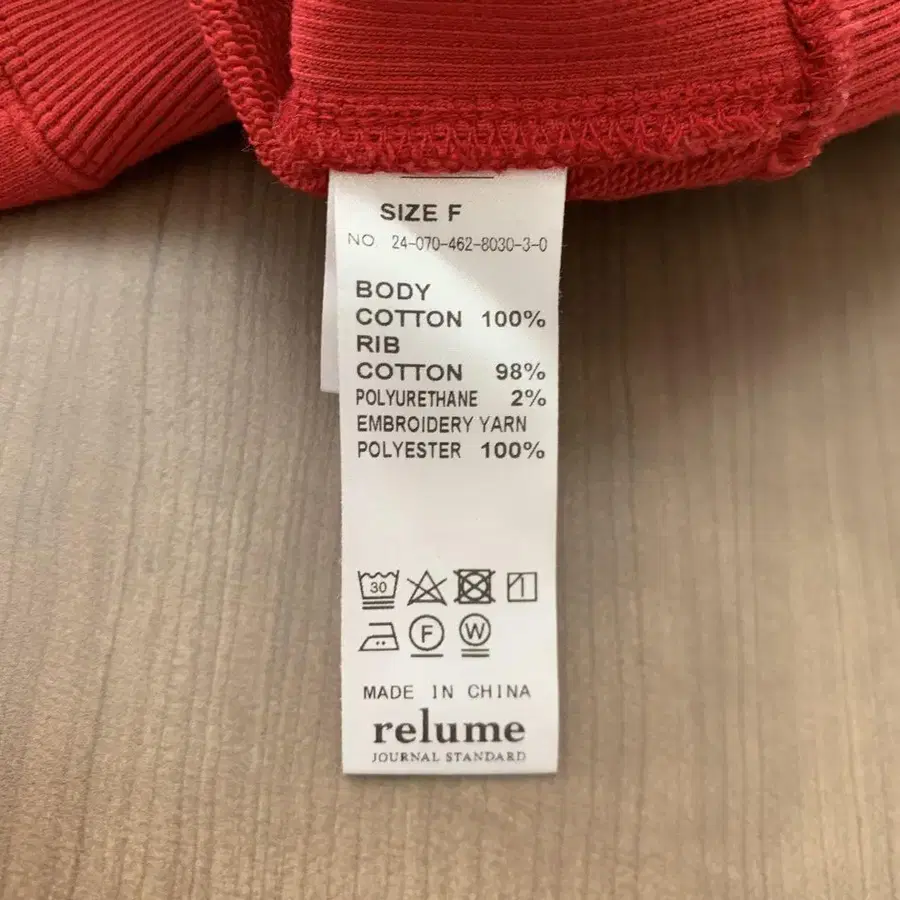 SIZE F
NO. 24-070-462-8030-3-0
BODY
COTTON 100%
RIB
COTTON 98%
POLYURETHANE 2%
EMBROIDERY YARN
POLYESTER 100%
30
F W
MADE IN CHINA
relume
JOURNAL STANDARD